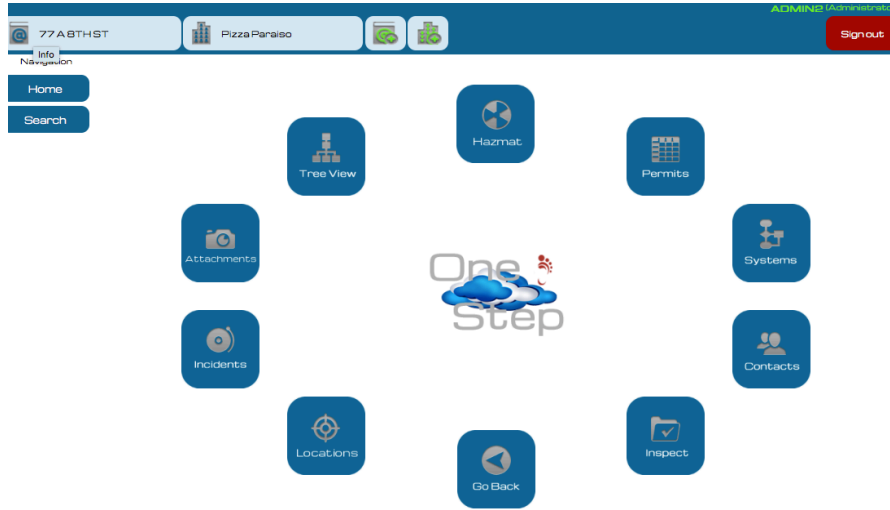 ADMIN2 (Administrato
77 A 8TH ST
Pizza Paraiso
Sign out
Info
Navigation
Home
Search
Hazmat
Tree View
Permits
Attachments
Systems
One
Step
Incidents
Contacts
Locations
Inspect
Go Back